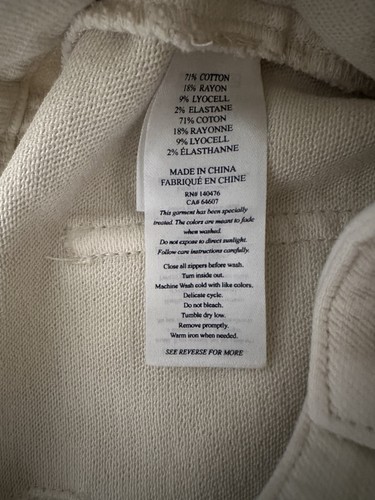 71% COTTON
18% RAYON
9% LYOCELL
2% ELASTANE
71% COTON
18% RAYONNE
9% LYOCELL
2% ÉLASTHANNE
MADE IN CHINA
FABRIQUÉ EN CHINE
RN# 140476
CA# 64607
This garment has been specially
treated. The colors are meant to fade
when washed.
Do not expose to direct sunlight.
Follow care instructions carefully.
Close all zippers before wash.
Turn inside out.
Machine Wash cold with like colors.
Delicate cycle.
Do not bleach.
Tumble dry low.
Remove promptly.
Warm iron when needed.
SEE REVERSE FOR MORE